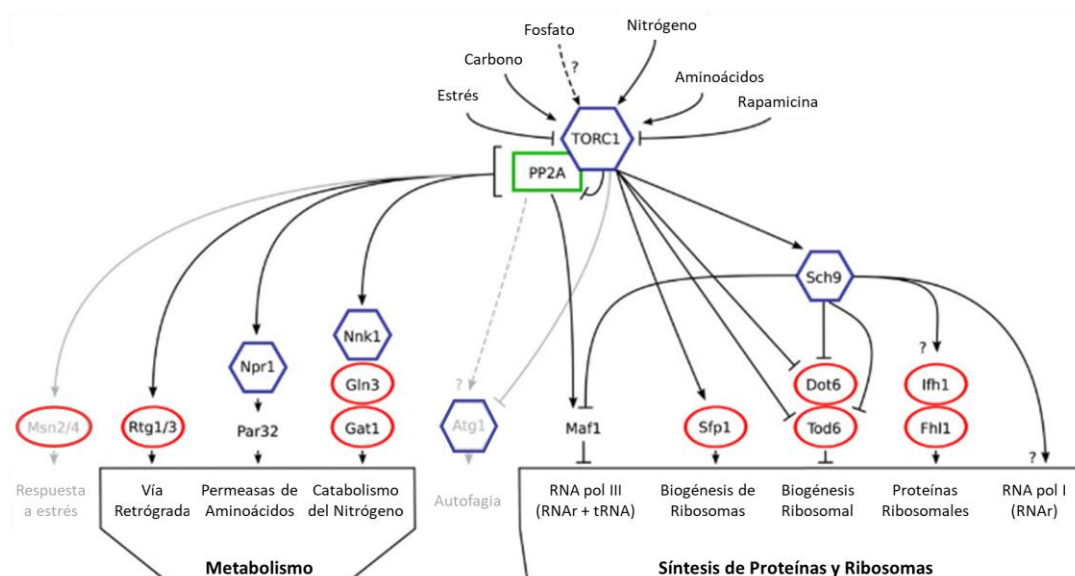 Fosfato
Nitrógeno
?
Carbono
Aminoácidos
Estrés
Rapamicina
TORC1
PP2A
Sch9
Nnk1
Npr1
Gln3
Dot6
?
Ifh1
?
Msn2/4
Rtg1/3
Par32
Gat1
Atg1
Maf1
Sfp1
Tod6
Fhl1
?
Respuesta
a estrés
Vía
Retrógrada
Permeasas de
Aminoácidos
Catabolismo
del Nitrógeno
Autofagia
RNA pol III
(RNAr + tRNA)
Biogénesis de
Ribosomas
Biogénesis
Ribosomal
Proteínas
Ribosomales
RNA pol I
(RNAr)
Metabolismo
Síntesis de Proteínas y Ribosomas